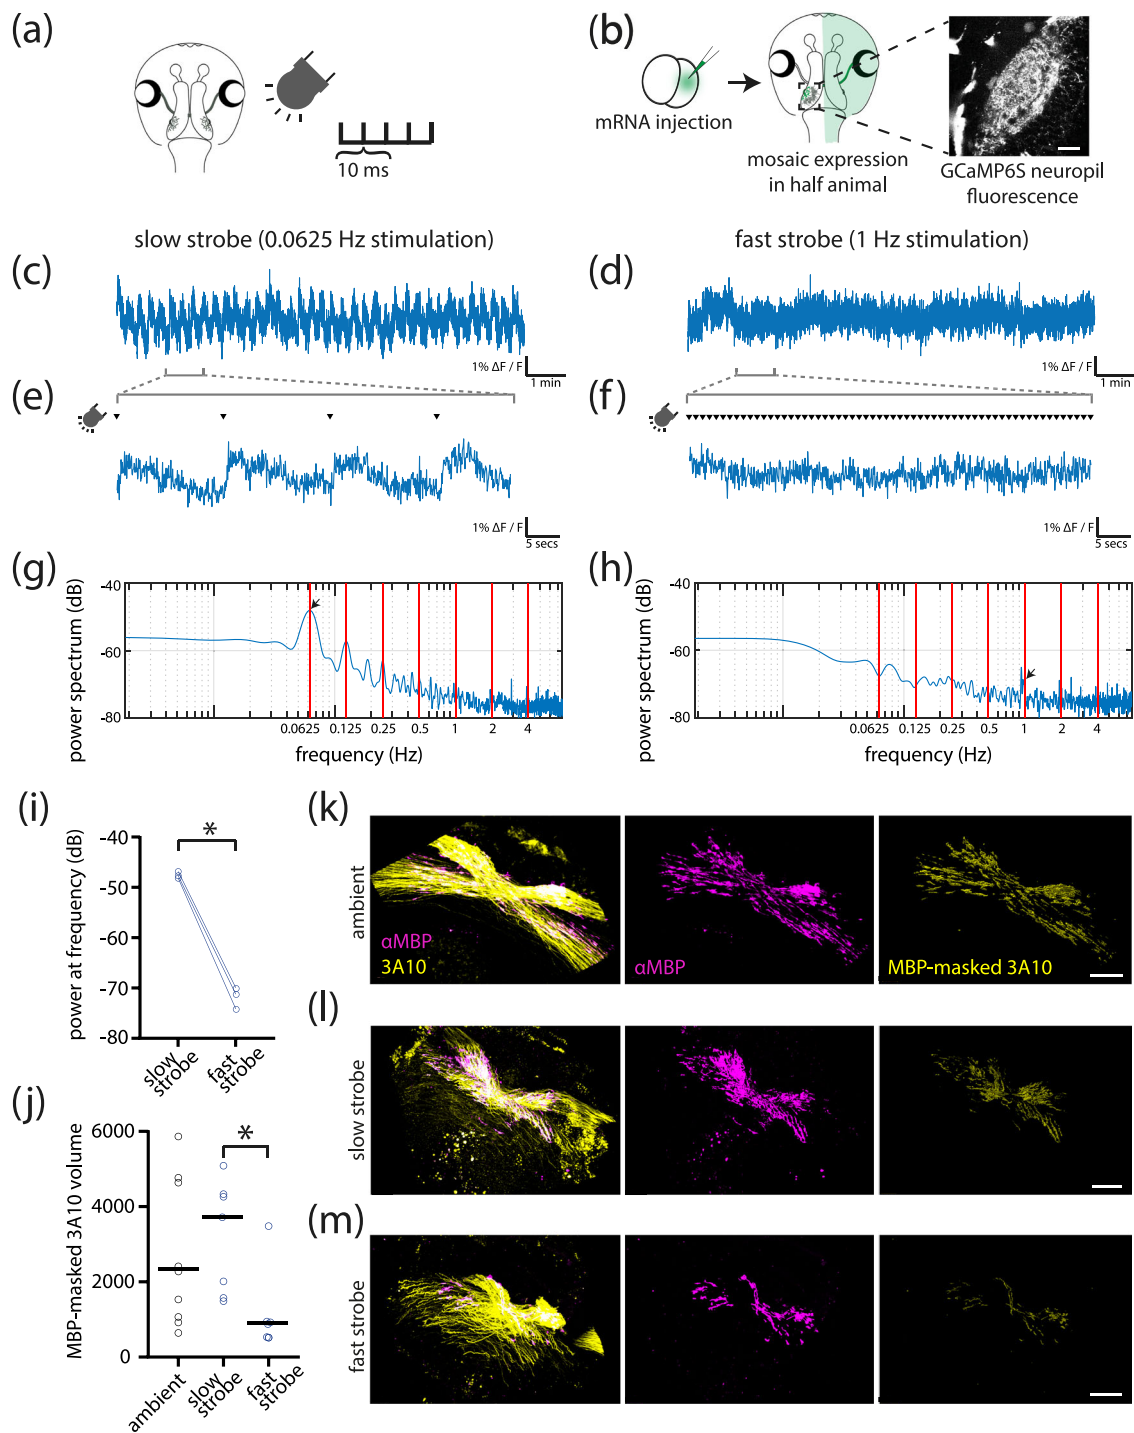 (a)
10 ms
(b)
mRNA injection
mosaic expression
in half animal
GCaMP6S neuropil
fluorescence
slow strobe (0.0625 Hz stimulation)
fast strobe (1 Hz stimulation)
(c)
1% ΔF / F
1 min
(d)
1% ΔF / F
1 min
(e)
1% ΔF / F
5 secs
(f)
1% ΔF / F
5 secs
(g)
power spectrum (dB)
-40
-60
-80
0.0625
0.125
0.25
0.5
1
2
4
frequency (Hz)
(h)
power spectrum (dB)
-40
-60
-80
0.0625
0.125
0.25
0.5
1
2
4
frequency (Hz)
(i)
power at frequency (dB)
-40
-50
-60
-70
-80
*
slow
strobe
fast
strobe
(j)
MBP-masked 3A10 volume
6000
4000
2000
0
*
ambient
slow
strobe
fast
strobe
(k)
ambient
αMBP
3A10
αMBP
MBP-masked 3A10
(l)
slow strobe
(m)
fast strobe